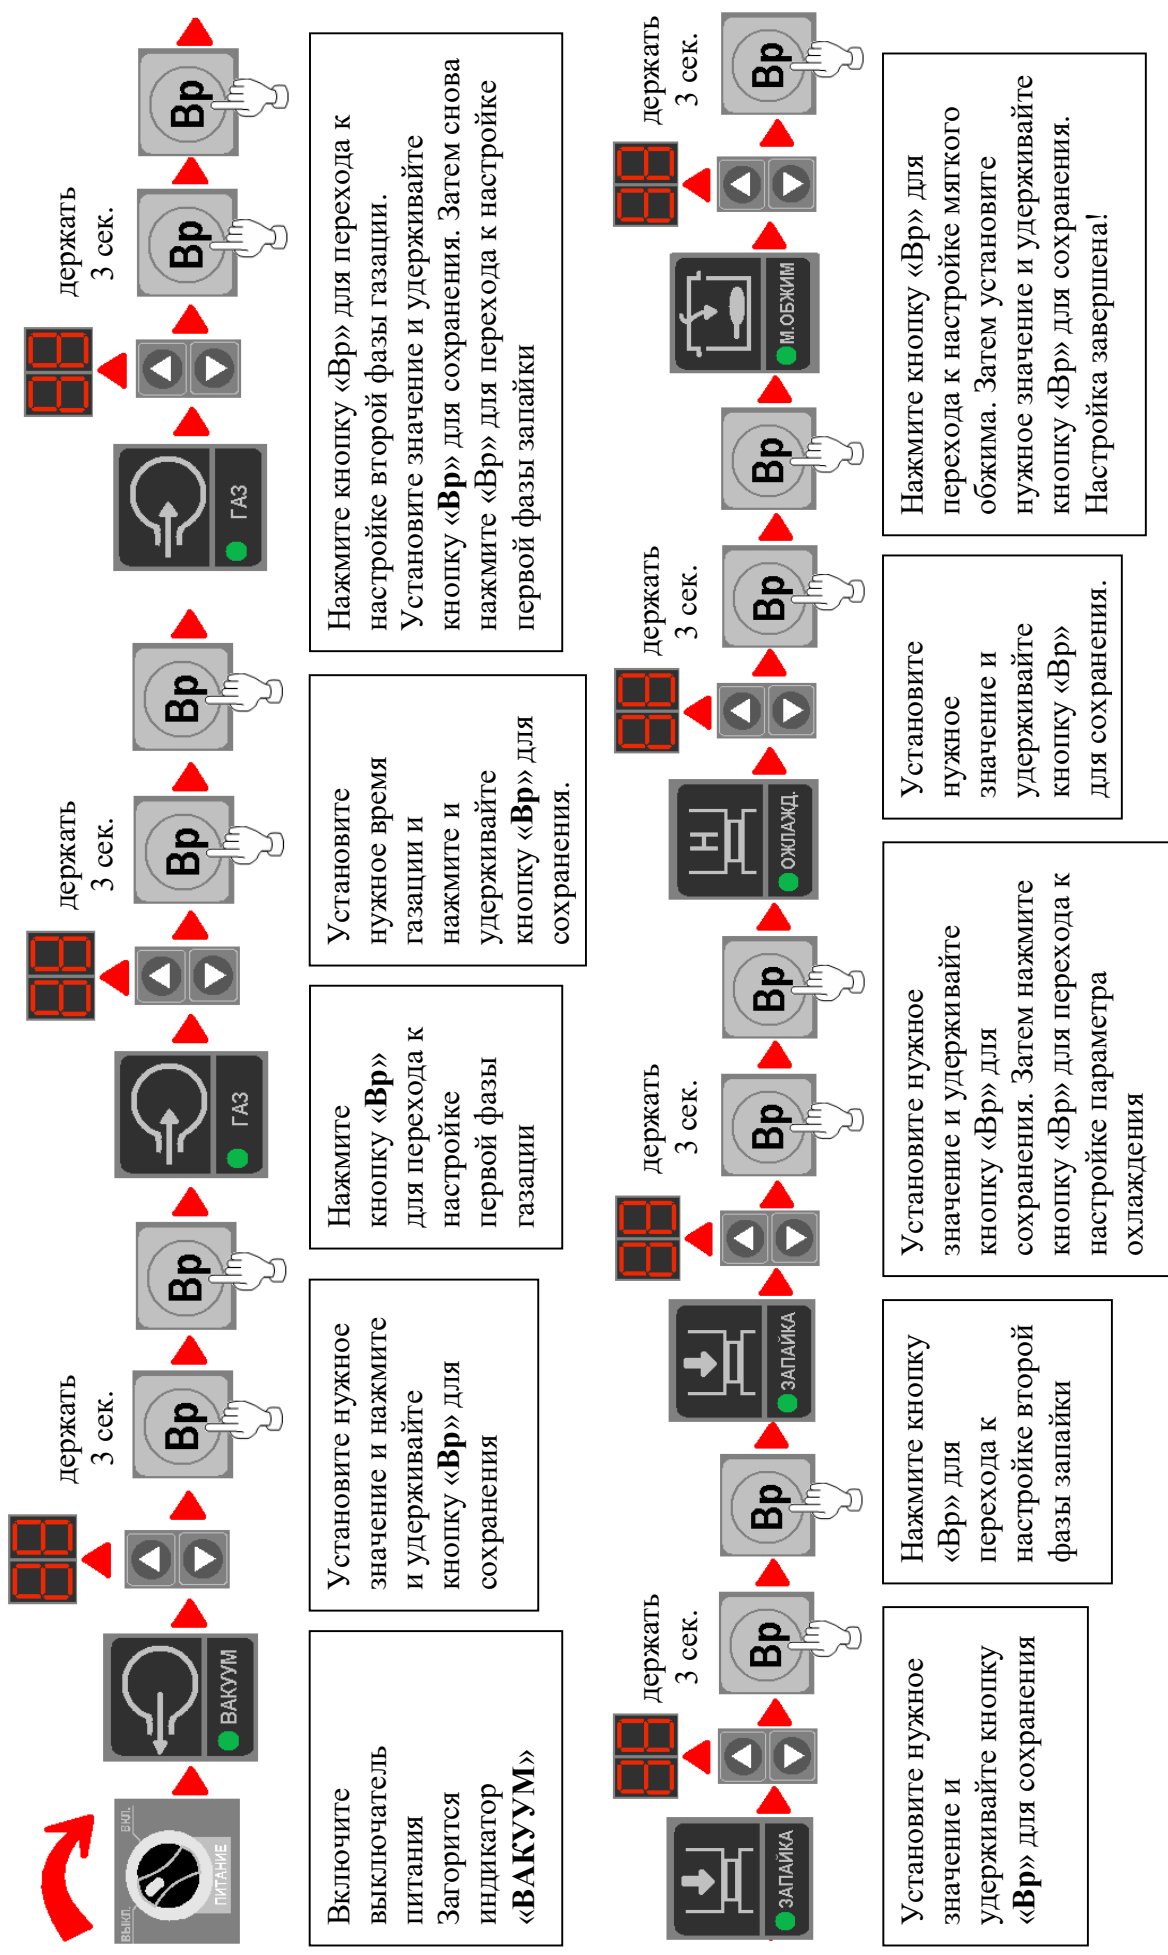 держать
3 сек.
держать
3 сек.
держать
3 сек.
88
88
88
ВЫКЛ.
ВКЛ.
ПИТАНИЕ
ВАКУУМ
Вр
Вр
ГАЗ
Вр
Вр
ГАЗ
Вр
Вр
Включите
выключатель
питания
Загорится
индикатор
«ВАКУУМ»
Установите нужное
значение и нажмите
и удерживайте
кнопку «Вр» для
сохранения
Нажмите
кнопку «Вр»
для перехода к
настройке
первой фазы
газации
Установите
нужное время
газации и
нажмите и
удерживайте
кнопку «Вр» для
сохранения.
Нажмите кнопку «Вр» для перехода к
настройке второй фазы газации.
Установите значение и удерживайте
кнопку «Вр» для сохранения. Затем снова
нажмите «Вр» для перехода к настройке
первой фазы запайки
держать
3 сек.
держать
3 сек.
держать
3 сек.
держать
3 сек.
88
88
88
88
ЗАПАЙКА
Вр
Вр
ЗАПАЙКА
Вр
Вр
Н
ОХЛАЖД.
Вр
Вр
М.ОБЖИМ
Вр
Установите нужное
значение и
удерживайте кнопку
«Вр» для сохранения
Нажмите кнопку
«Вр» для
перехода к
настройке второй
фазы запайки
Установите нужное
значение и удерживайте
кнопку «Вр» для
сохранения. Затем нажмите
кнопку «Вр» для перехода к
настройке параметра
охлаждения
Установите
нужное
значение и
удерживайте
кнопку «Вр»
для сохранения.
Нажмите кнопку «Вр» для
перехода к настройке мягкого
обжима. Затем установите
нужное значение и удерживайте
кнопку «Вр» для сохранения.
Настройка завершена!